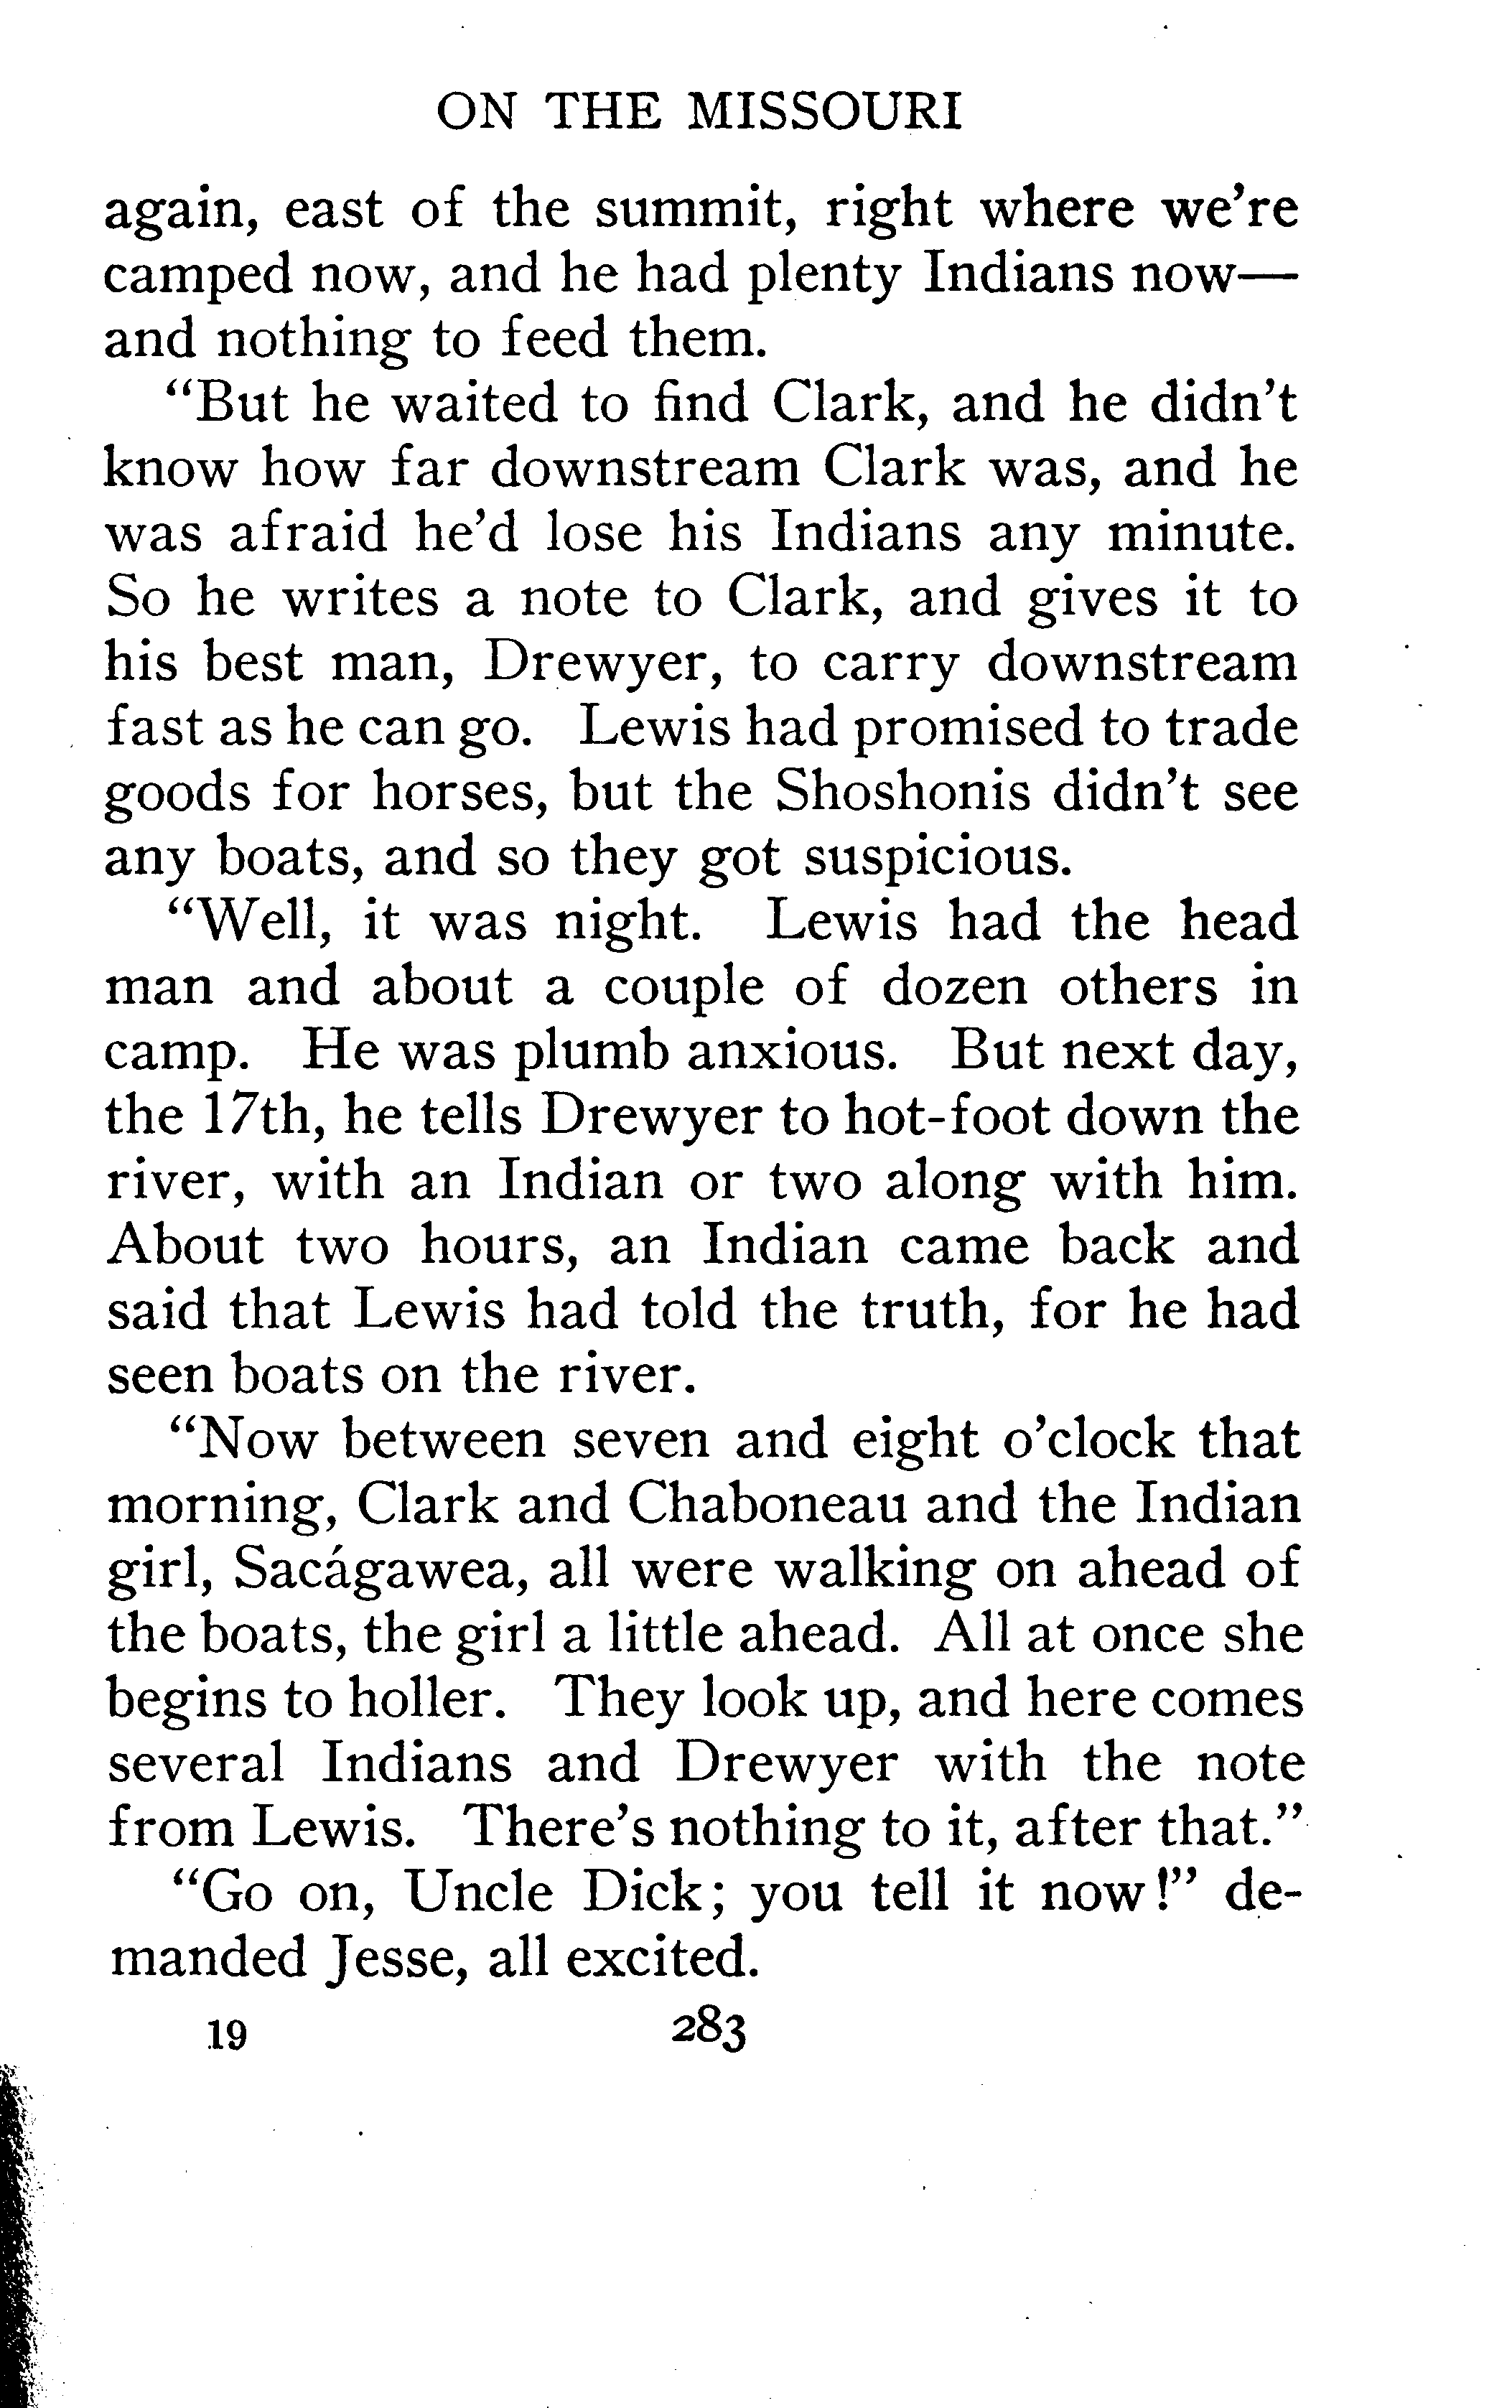 ON THE MISSOURI
again, east of the summit, right where we're
camped now, and he had plenty Indians now—
and nothing to feed them.
“But he waited to find Clark, and he didn't
know how far downstream Clark was, and he
was afraid he'd lose his Indians any minute.
So he writes a note to Clark, and gives it to
his best man, Drewyer, to carry downstream
fast as he can go. Lewis had promised to trade
goods for horses, but the Shoshonis didn't see
any boats, and so they got suspicious.
“Well, it was night. Lewis had the head
man and about a couple of dozen others in
camp. He was plumb anxious. But next day,
the 17th, he tells Drewyer to hot-foot down the
river, with an Indian or two along with him.
About two hours, an Indian came back and
said that Lewis had told the truth, for he had
seen boats on the river.
“Now between seven and eight o'clock that
morning, Clark and Chaboneau and the Indian
girl, Sacágawea, all were walking on ahead of
the boats, the girl a little ahead. All at once she
begins to holler. They look up, and here comes
several Indians and Drewyer with the note
from Lewis. There's nothing to it, after that.”
“Go on, Uncle Dick; you tell it now!” de-
manded Jesse, all excited.
19 283